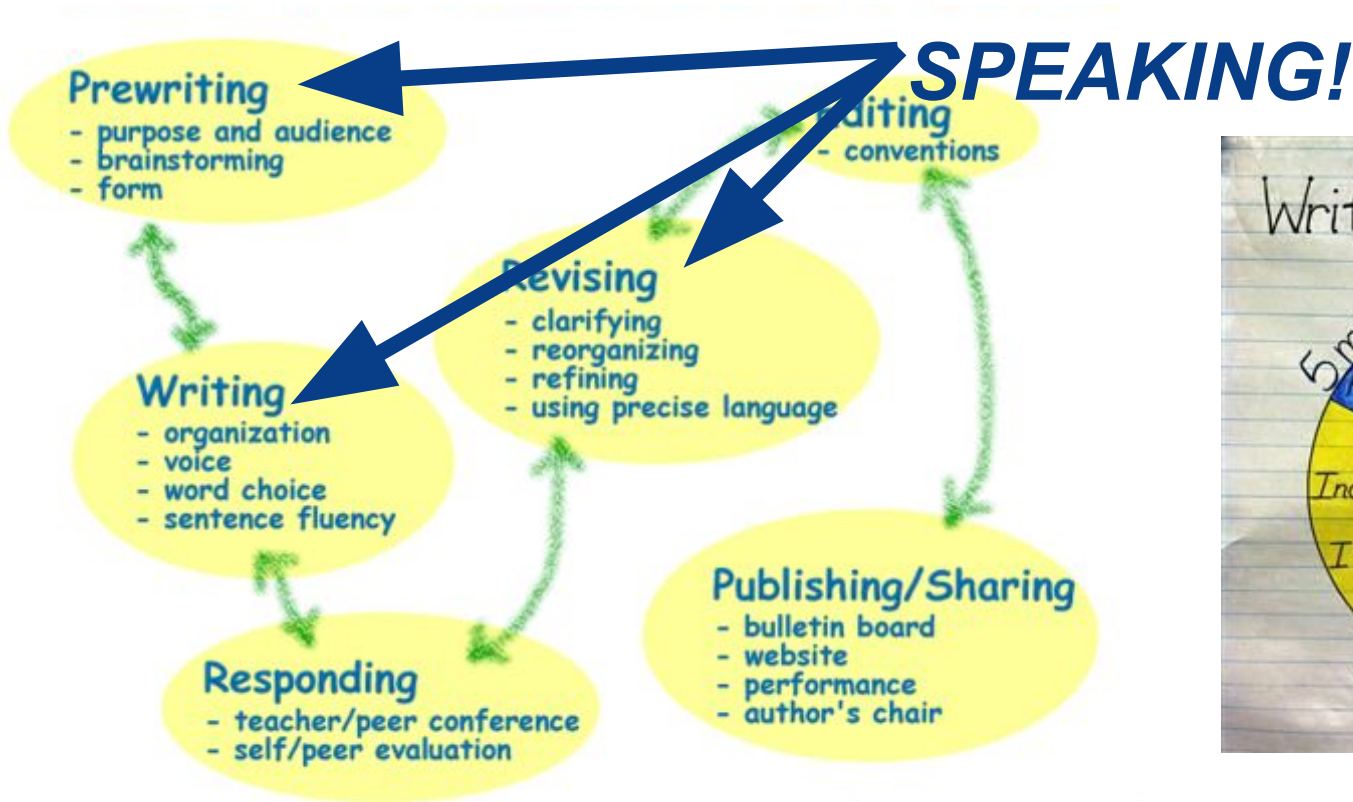 SPEAKING!
Prewriting
- purpose and audience
- brainstorming
- form
Editing
- conventions
Revising
- clarifying
- reorganizing
- refining
- using precise language
Writing
- organization
- voice
- word choice
- sentence fluency
Publishing/Sharing
- bulletin board
- website
- performance
- author's chair
Responding
- teacher/peer conference
- self/peer evaluation
Writ
5
I